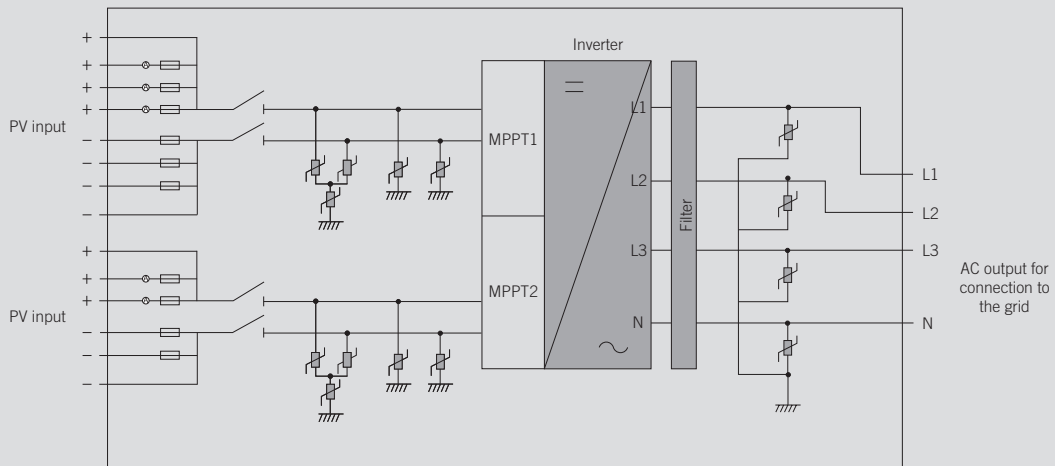 Inverter
+
+
+
+
PV input
−
−
−
−
MPPT1
L1
L2
L3
N
Filter
L1
L2
L3
N
AC output for
connection to
the grid
+
+
+
PV input
−
−
−
MPPT2